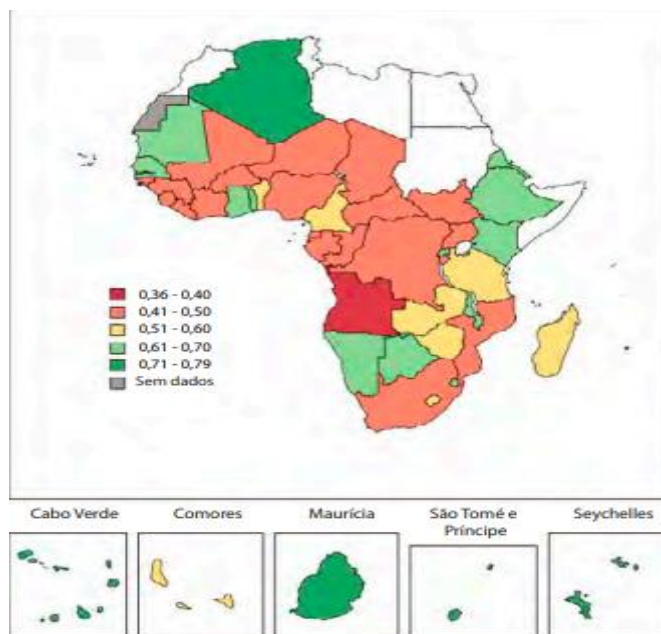 0,36 - 0,40
0,41 - 0,50
0,51 - 0,60
0,61 - 0,70
0,71 - 0,79
Sem dados
Cabo Verde
Comores
Maurícia
São Tomé e
Príncipe
Seychelles